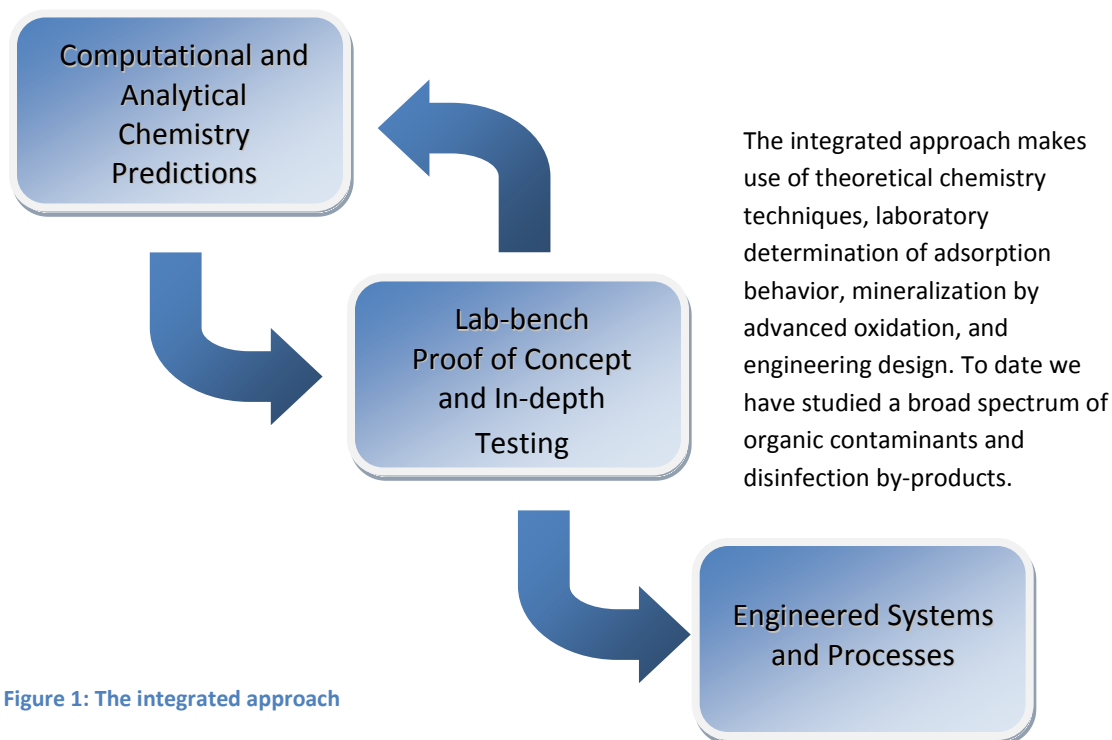 Computational and
Analytical
Chemistry
Predictions
The integrated approach makes
use of theoretical chemistry
techniques, laboratory
determination of adsorption
behavior, mineralization by
advanced oxidation, and
engineering design. To date we
have studied a broad spectrum of
organic contaminants and
disinfection by-products.
Lab-bench
Proof of Concept
and In-depth
Testing
Engineered Systems
and Processes
Figure 1: The integrated approach